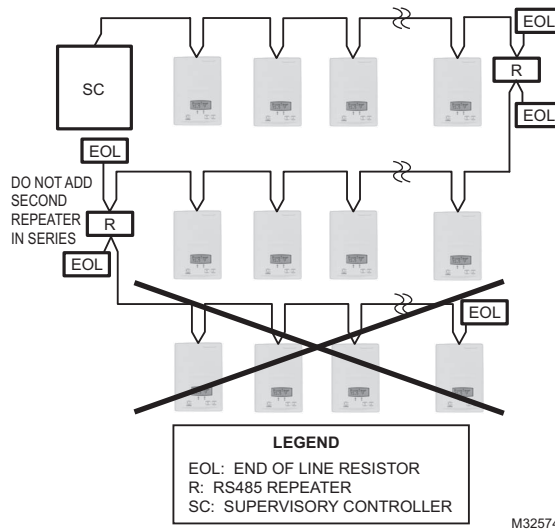 EOL
R
SC
EOL
EOL
DO NOT ADD
SECOND
REPEATER
IN SERIES
R
EOL
EOL
LEGEND
EOL: END OF LINE RESISTOR
R: RS485 REPEATER
SC: SUPERVISORY CONTROLLER
M32574